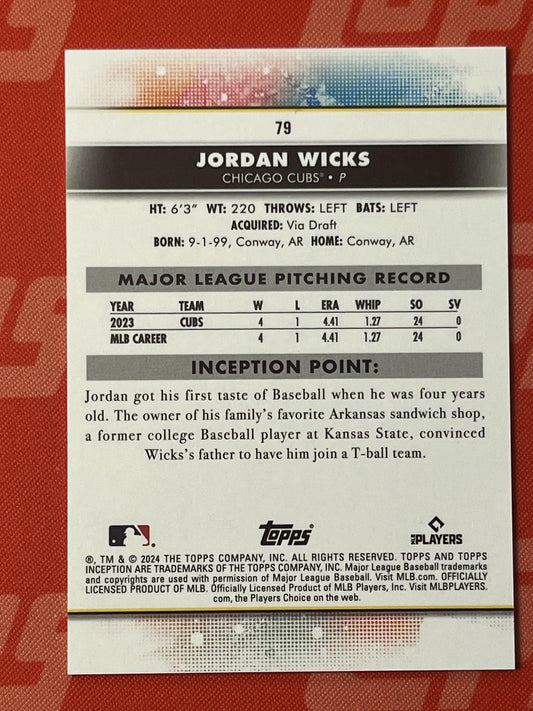 79
JORDAN WICKS
CHICAGO CUBS® • P
HT: 6'3" WT: 220 THROWS: LEFT BATS: LEFT
ACQUIRED: Via Draft
BORN: 9-1-99, Conway, AR HOME: Conway, AR
MAJOR LEAGUE PITCHING RECORD
YEAR TEAM W L ERA WHIP SO SV
2023 CUBS 4 1 4.41 1.27 24 0
MLB CAREER 4 1 4.41 1.27 24 0
INCEPTION POINT:
Jordan got his first taste of Baseball when he was four years
old. The owner of his family's favorite Arkansas sandwich shop,
a former college Baseball player at Kansas State, convinced
Wicks's father to have him join a T-ball team.
topps
MLB PLAYERS
®, TM & © 2024 THE TOPPS COMPANY, INC. ALL RIGHTS RESERVED. TOPPS AND TOPPS
INCEPTION ARE TRADEMARKS OF THE TOPPS COMPANY, INC. Major League Baseball trademarks
and copyrights are used with permission of Major League Baseball. Visit MLB.com. OFFICIALLY
LICENSED PRODUCT OF MLB. Officially Licensed Product of MLB Players, Inc. Visit MLBPLAYERS.
com, the Players Choice on the web.